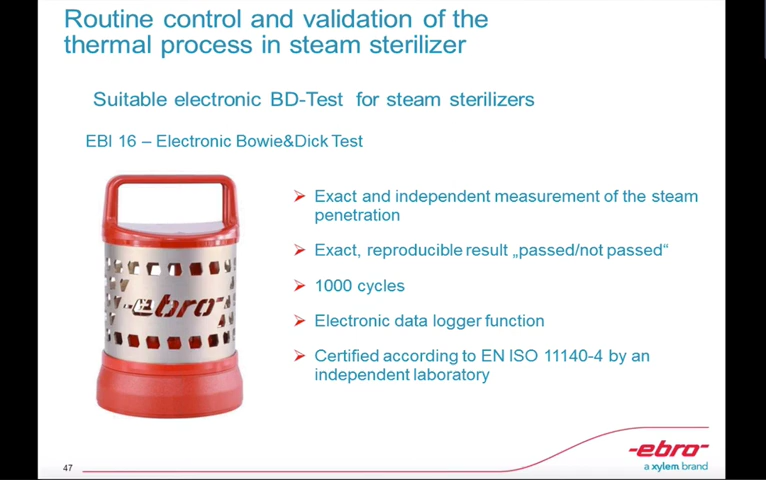 Routine control and validation of the
thermal process in steam sterilizer
Suitable electronic BD-Test for steam sterilizers
EBI 16 – Electronic Bowie&Dick Test
Exact and independent measurement of the steam
penetration
Exact, reproducible result „passed/not passed“
1000 cycles
Electronic data logger function
Certified according to EN ISO 11140-4 by an
independent laboratory
ebro
47
ebro
a xylem brand